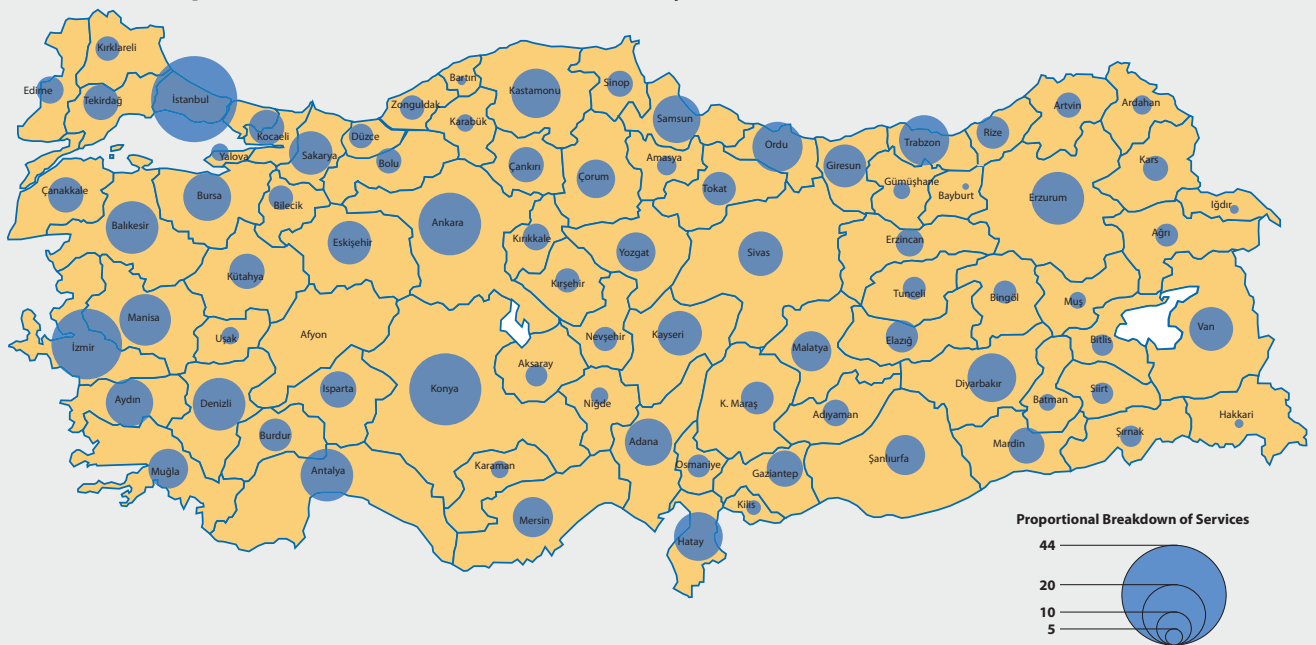 Kırklareli
Edirne
Tekirdağ
İstanbul
Kocaeli
Yalova
Sakarya
Düzce
Bolu
Zonguldak
Bartın
Karabük
Kastamonu
Sinop
Samsun
Çankırı
Çorum
Amasya
Tokat
Ordu
Giresun
Trabzon
Rize
Artvin
Ardahan
Gümüşhane
Bayburt
Erzurum
Kars
Iğdır
Ağrı
Çanakkale
Balıkesir
Bursa
Bilecik
Kütahya
Eskişehir
Ankara
Kırıkkale
Kırşehir
Yozgat
Sivas
Erzincan
Tunceli
Bingöl
Muş
Bitlis
Van
Manisa
İzmir
Uşak
Afyon
Konya
Aksaray
Nevşehir
Kayseri
Malatya
Elazığ
Diyarbakır
Batman
Siirt
Şırnak
Hakkari
Aydın
Denizli
Isparta
Burdur
Muğla
Antalya
Karaman
Mersin
Niğde
Adana
Osmaniye
K. Maraş
Adıyaman
Gaziantep
Kilis
Hatay
Şanlıurfa
Mardin
Proportional Breakdown of Services
44
20
10
5